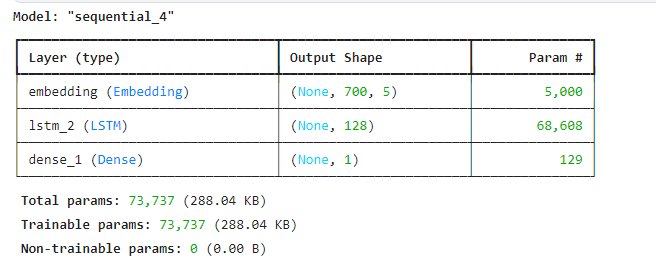 Model: "sequential_4"
Layer (type) Output Shape Param #
embedding (Embedding) (None, 700, 5) 5,000
lstm_2 (LSTM) (None, 128) 68,608
dense_1 (Dense) (None, 1) 129
Total params: 73,737 (288.04 KB)
Trainable params: 73,737 (288.04 KB)
Non-trainable params: 0 (0.00 B)